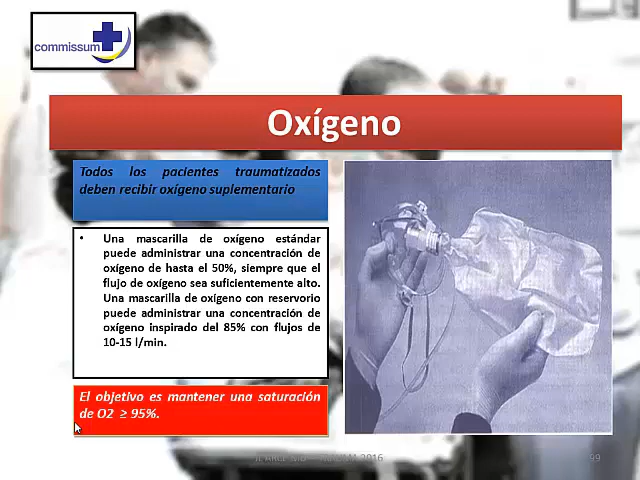 commissum
Oxígeno
Todos los pacientes traumatizados
deben recibir oxígeno suplementario
• Una mascarilla de oxígeno estándar
puede administrar una concentración de
oxígeno de hasta el 50%, siempre que el
flujo de oxígeno sea suficientemente alto.
Una mascarilla de oxígeno con reservorio
puede administrar una concentración de
oxígeno inspirado del 85% con flujos de
10-15 l/min.
El objetivo es mantener una saturación
de O2 ≥ 95%.
2016
99